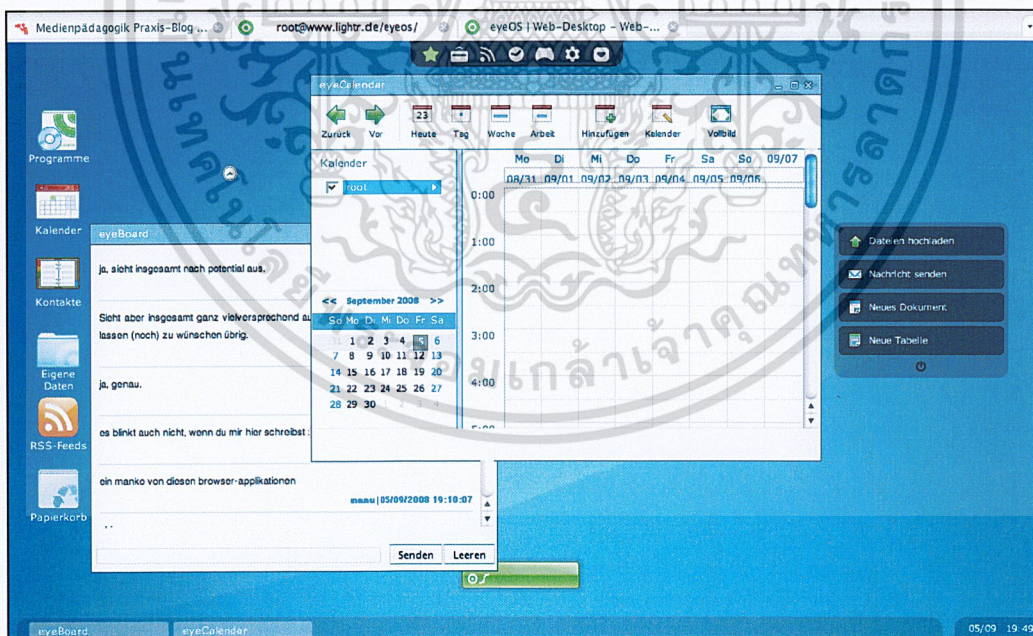 Medienpädagogik Praxis-Blog ...
root@www.lightr.de/eyeos/
eyeOS | Web-Desktop - Web-...
Programme
Kalender
Kontakte
Eigene
Daten
RSS-Feeds
Papierkorb
eyeCalendar
Zurück Vor Heute Tag Woche Arbeit Hinzufügen Kalender Vollbild
23
Kalender
root
Mo Di Mi Do Fr Sa So 09/07
08/31 09/01 09/02 09/03 09/04 09/05 09/06
0:00
1:00
2:00
3:00
4:00
5:00
<< September 2008 >>
So Mo Di Mi Do Fr Sa
31 1 2 3 4 5 6
7 8 9 10 11 12 13
14 15 16 17 18 19 20
21 22 23 24 25 26 27
28 29 30 1 2 3 4
eyeBoard
ja, sieht insgesamt nach potential aus.
Sieht aber insgesamt ganz vielversprechend au
lassen (noch) zu wünschen übrig.
ja, genau.
es blinkt auch nicht, wenn du mir hier schreibst :
ein manko von diesen browser-applikationen
manu | 05/09/2008 19:10:07
Senden Leeren
Dateien hochladen
Nachricht senden
Neues Dokument
Neue Tabelle
eyeBoard
eyeCalendar
05/09 19:49